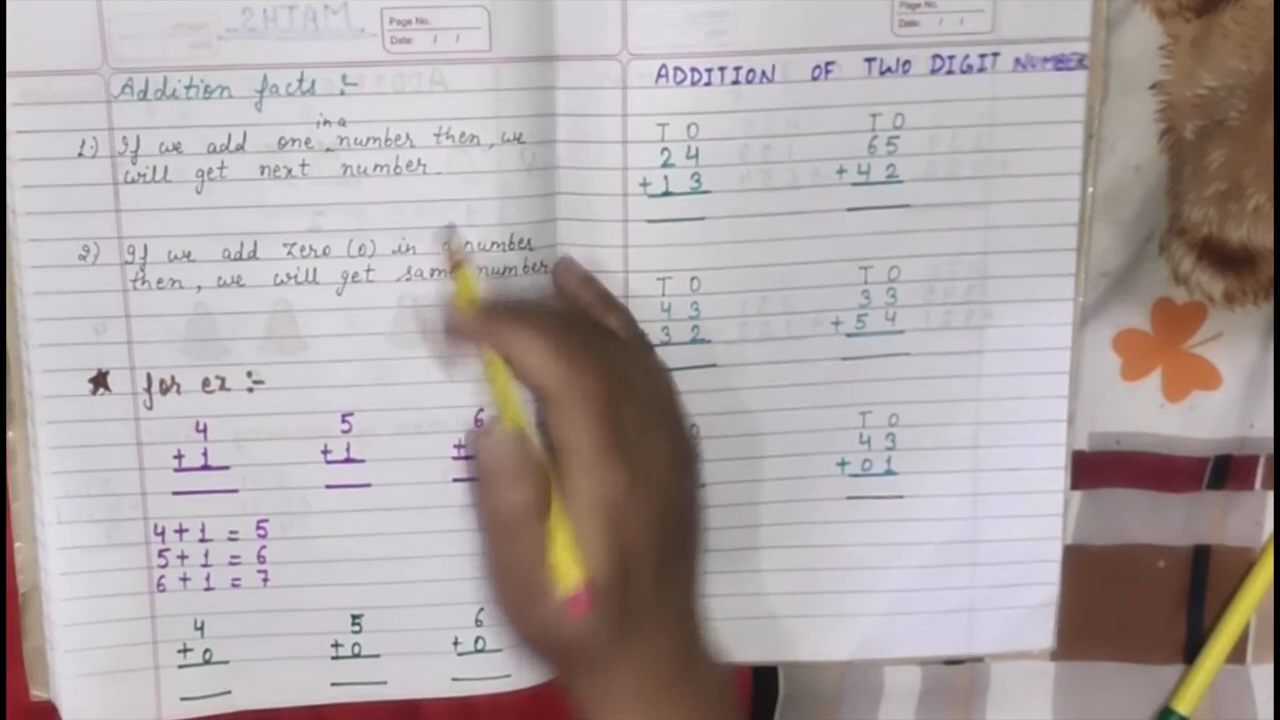 MATHS
Page No.
Date: / /
Addition facts :-
in a
1.) If we add one number then, we
will get next number
2) If we add zero (0) in a number
then, we will get same number
★ for ex :-
4 5 6
+1 +1 +
4 + 1 = 5
5 + 1 = 6
6 + 1 = 7
4 5 6
+0 +0 +0
Page No.
Date: / /
ADDITION OF TWO DIGIT NUMBER
T O T O
2 4 65
+ 1 3 + 4 2
T O T O
4 3 3 3
3 2 + 5 4
T O
4 3
+ 0 1